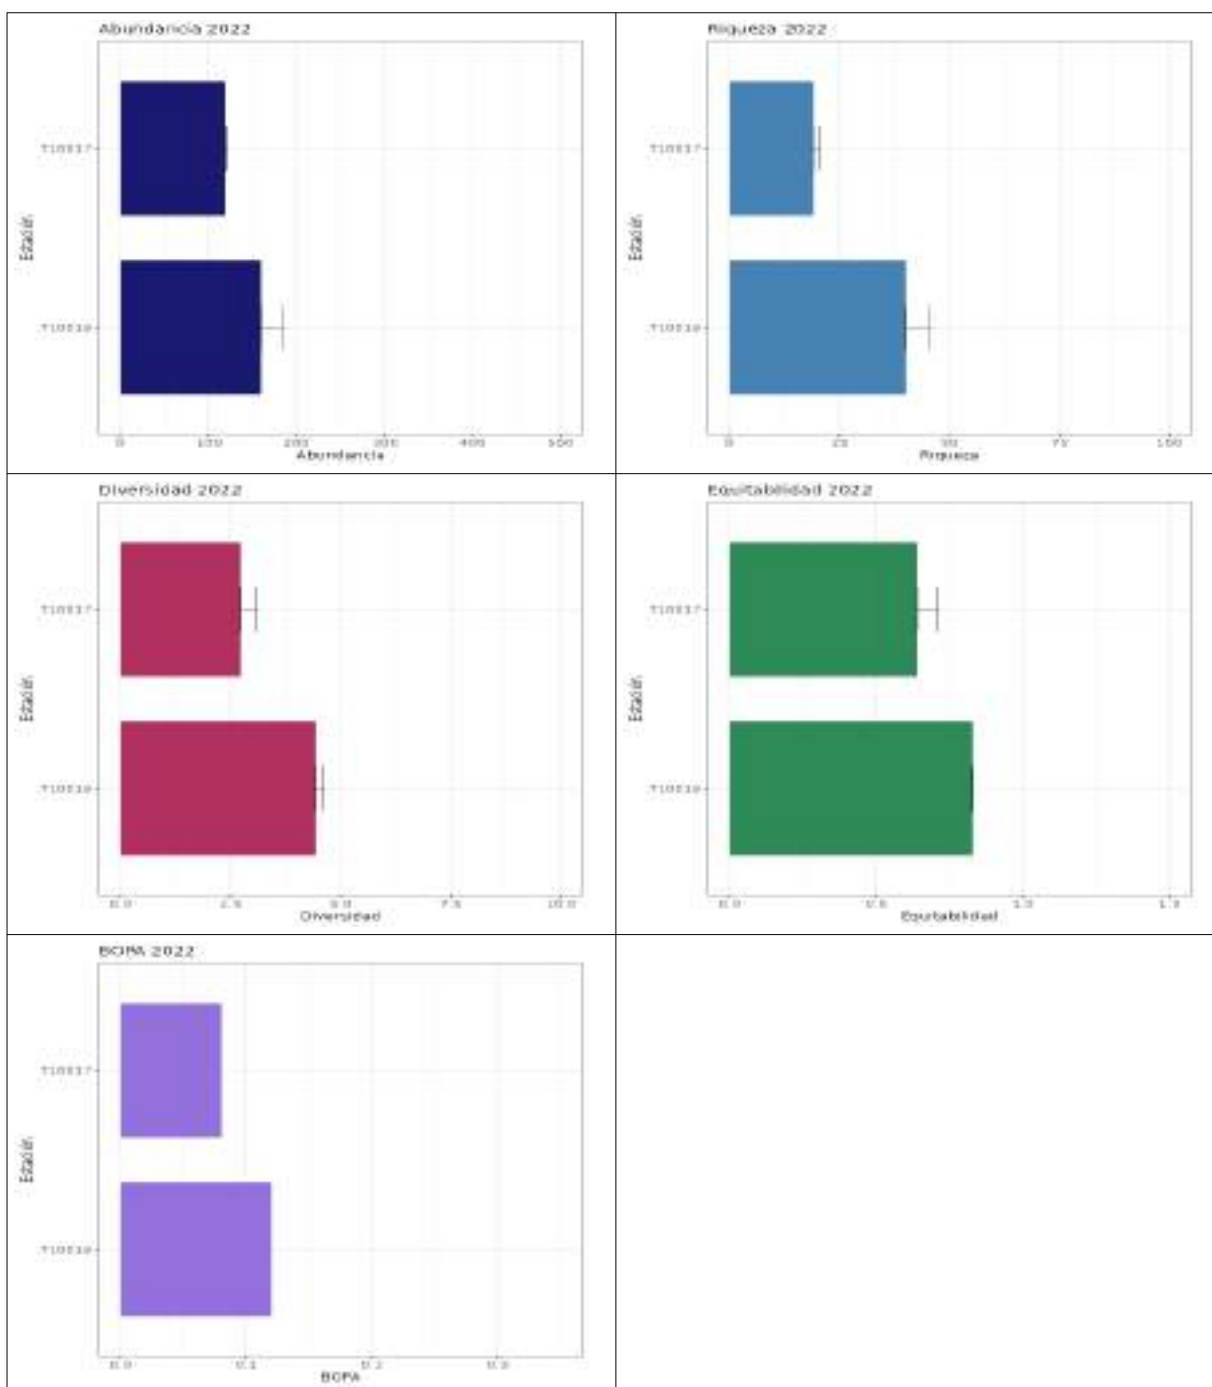 Abundancia 2022
Estación
0 100 200 300 400 500
Abundancia
Riqueza 2022
Estación
0 25 50 75 100
Riqueza
Diversidad 2022
Estación
0.0 2.5 5.0 7.5 10.0
Diversidad
Equitabilidad 2022
Estación
0.0 0.5 1.0 1.5
Equitabilidad
BOPA 2022
Estación
0.0 0.1 0.2 0.3
BOPA